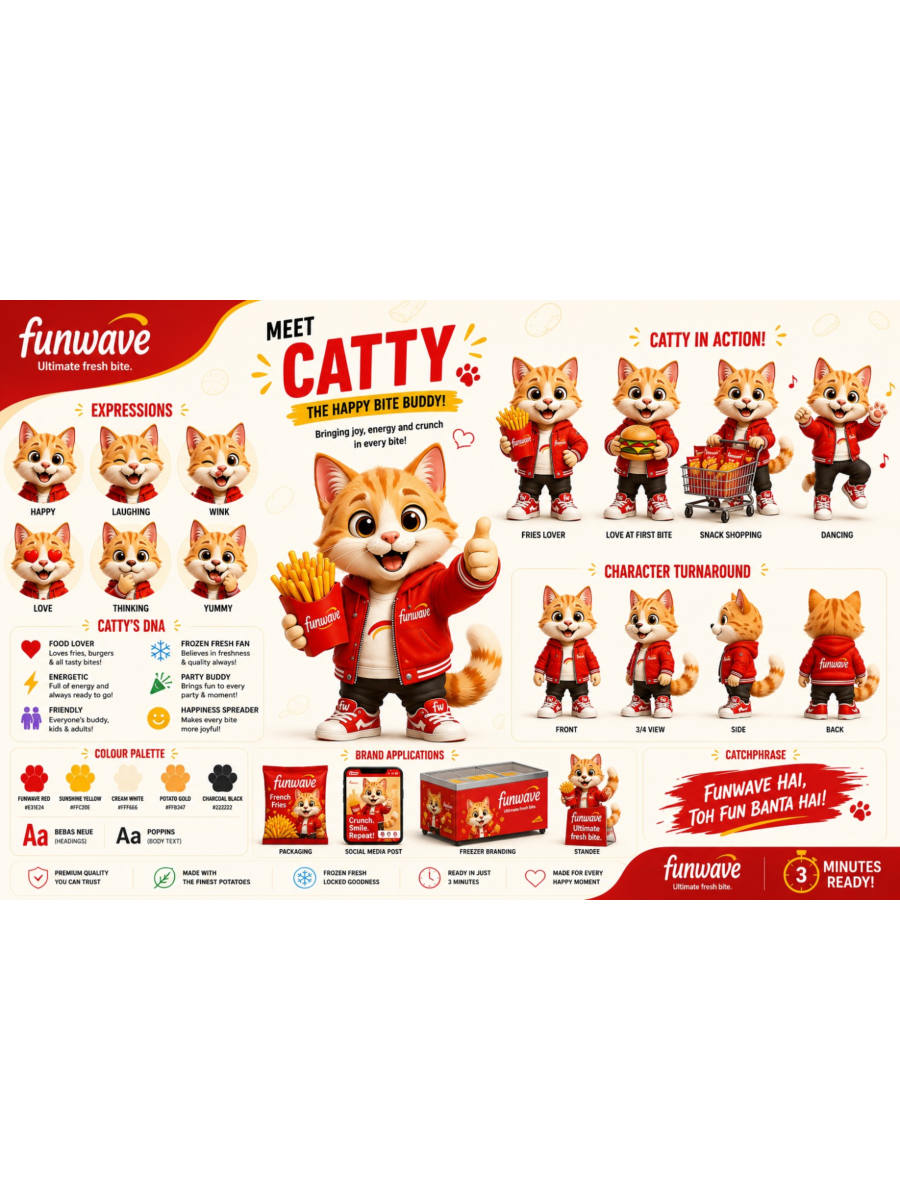 funwave
Ultimate fresh bite.
MEET
CATTY
THE HAPPY BITE BUDDY!
Bringing joy, energy and crunch
in every bite!
EXPRESSIONS
HAPPY
LAUGHING
WINK
LOVE
THINKING
YUMMY
CATTY'S DNA
FOOD LOVER
Loves fries, burgers
& all tasty bites!
FROZEN FRESH FAN
Believes in freshness
& quality always!
ENERGETIC
Full of energy and
always ready to go!
PARTY BUDDY
Brings fun to every
party & moment!
FRIENDLY
Everyone's buddy,
kids & adults!
HAPPINESS SPREADER
Makes every bite
more joyful!
funwave
funwave
fw
fw
CATTY IN ACTION!
funwave
FRIES LOVER
LOVE AT FIRST BITE
SNACK SHOPPING
DANCING
CHARACTER TURNAROUND
funwave
FRONT
3/4 VIEW
SIDE
BACK
COLOUR PALETTE
FUNWAVE RED
#E31E24
SUNSHINE YELLOW
#FFC20E
CREAM WHITE
POTATO GOLD
CHARCOAL BLACK
#222222
Aa
BEBAS NEUE
(HEADINGS)
Aa
POPPINS
(BODY TEXT)
BRAND APPLICATIONS
funwave
French
Fries
PACKAGING
Crunch.
Smile.
Repeat!
SOCIAL MEDIA POST
funwave
Ultimate fresh bite.
FREEZER BRANDING
funwave
Ultimate
fresh bite.
STANDEE
CATCHPHRASE
FUNWAVE HAI,
TOH FUN BANTA HAI!
PREMIUM QUALITY
YOU CAN TRUST
MADE WITH
THE FINEST POTATOES
FROZEN FRESH
LOCKED GOODNESS
READY IN JUST
3 MINUTES
MADE FOR EVERY
HAPPY MOMENT
funwave
Ultimate fresh bite.
3
MINUTES
READY!